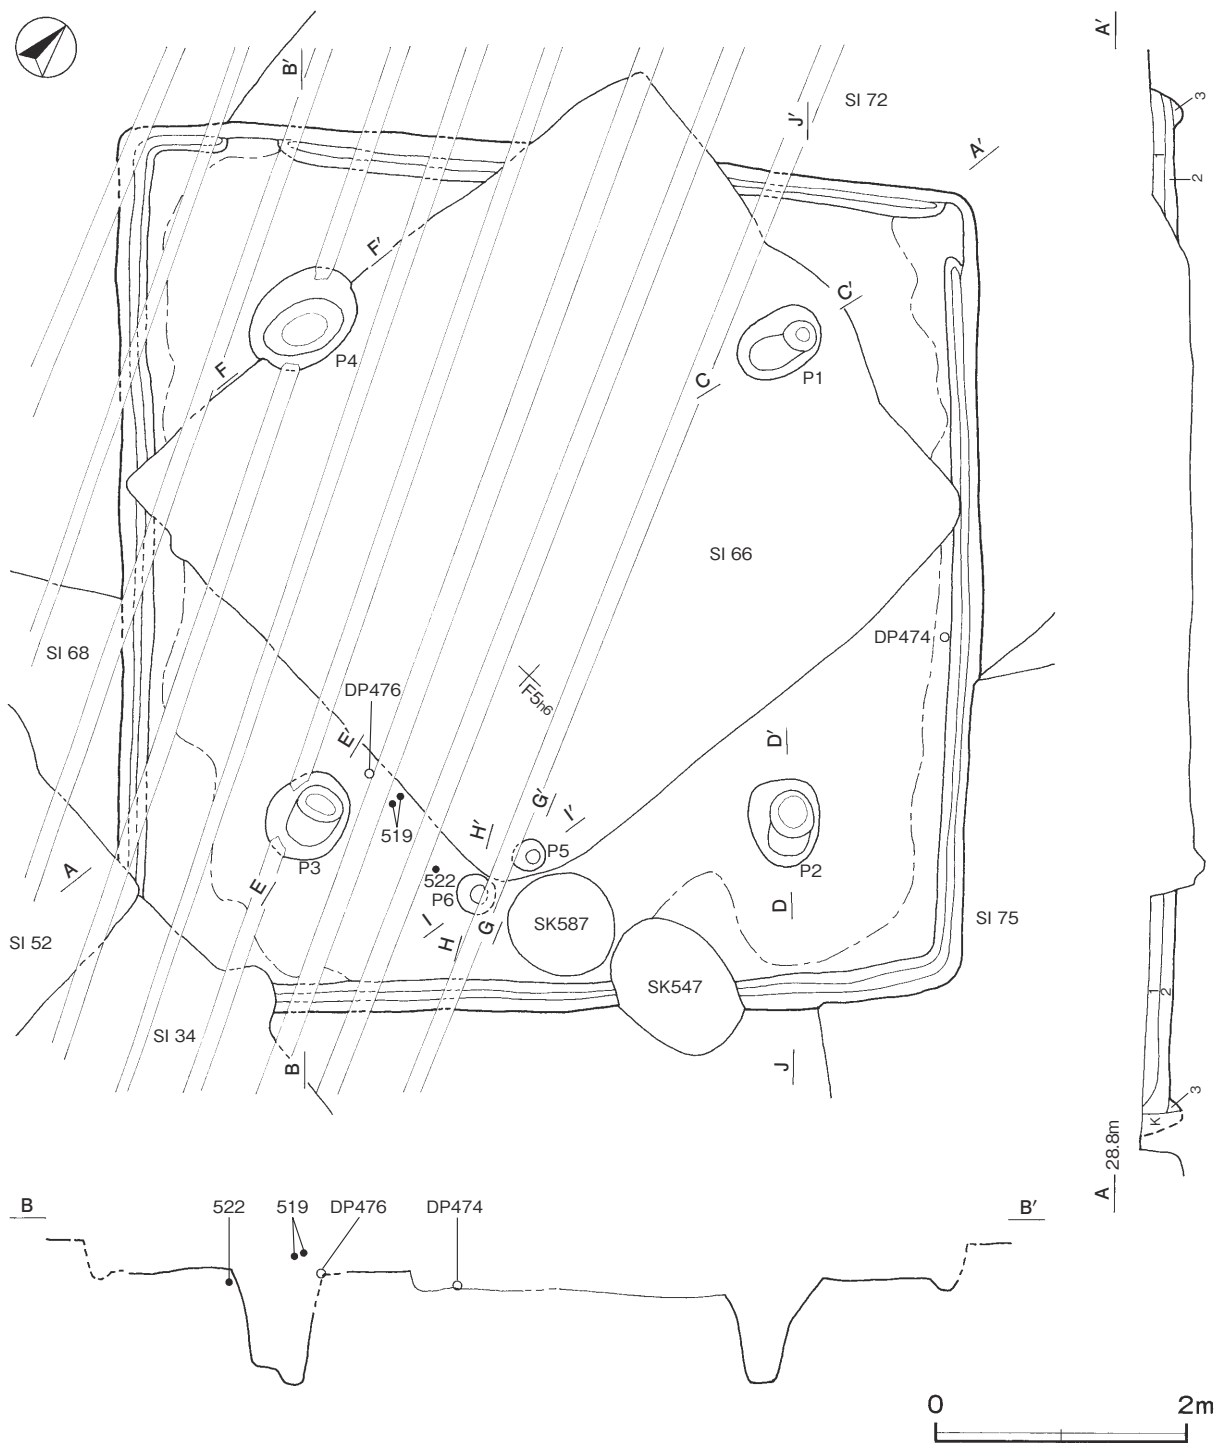 A'
B'
SI 72
J'
A'
3
1
2
F'
C'
F
P4
C
P1
SI 66
SI 68
DP474
F5h6
DP476
E
D'
G'
I'
H'
519
P5
P3
522
P6
P2
E
A
I
H
G
D
SK587
SI 52
SI 75
SK547
1
2
SI 34
B
J
3
K
A 28.8m
B
522
519
DP476
DP474
B'
0
2m